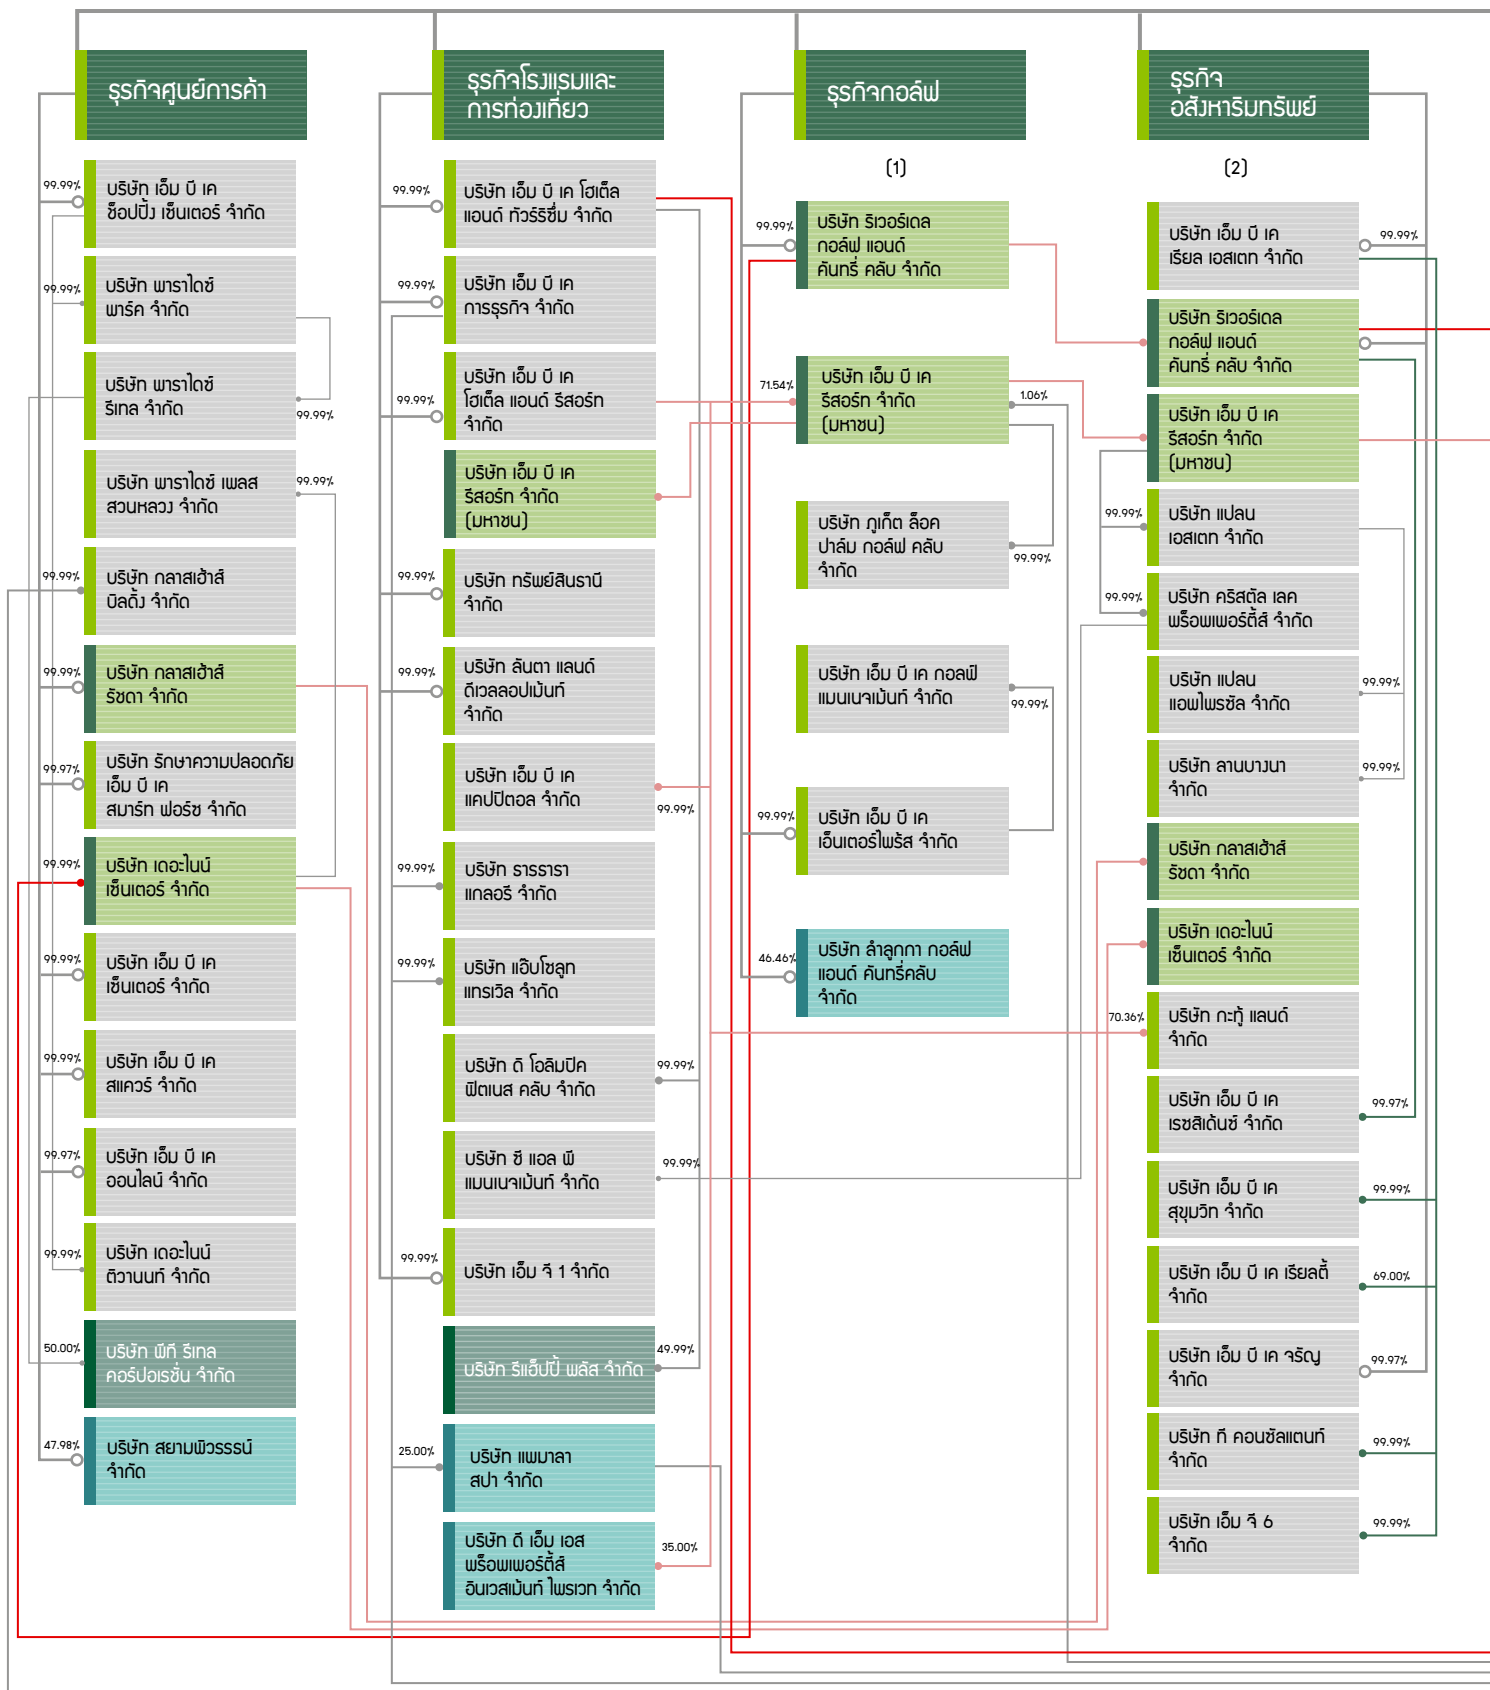 ธุรกิจศูนย์การค้า
99.99%
บริษัท เอ็ม บี เค
ช็อปปิ้ง เซ็นเตอร์ จำกัด
99.99%
บริษัท พาราไดซ์
พาร์ค จำกัด
บริษัท พาราไดซ์
รีเทล จำกัด
99.99%
บริษัท พาราไดซ์ เพลส
สวนหลวง จำกัด
99.99%
99.99%
บริษัท กลาสเฮ้าส์
บิลดิ้ง จำกัด
99.99%
บริษัท กลาสเฮ้าส์
รัชดา จำกัด
99.97%
บริษัท รักษาความปลอดภัย
เอ็ม บี เค
สมาร์ท ฟอร์ซ จำกัด
99.99%
บริษัท เดอะไนน์
เซ็นเตอร์ จำกัด
99.99%
บริษัท เอ็ม บี เค
เซ็นเตอร์ จำกัด
99.99%
บริษัท เอ็ม บี เค
สแควร์ จำกัด
99.97%
บริษัท เอ็ม บี เค
ออนไลน์ จำกัด
99.99%
บริษัท เดอะไนน์
ติวานนท์ จำกัด
50.00%
บริษัท พีที รีเทล
คอร์ปอเรชั่น จำกัด
47.98%
บริษัท สยามพิวรรธน์
จำกัด
ธุรกิจโรงแรมและ
การท่องเที่ยว
99.99%
บริษัท เอ็ม บี เค โฮเต็ล
แอนด์ ทัวร์ริซึ่ม จำกัด
99.99%
บริษัท เอ็ม บี เค
การธุรกิจ จำกัด
99.99%
บริษัท เอ็ม บี เค
โฮเต็ล แอนด์ รีสอร์ท
จำกัด
บริษัท เอ็ม บี เค
รีสอร์ท จำกัด
(มหาชน)
99.99%
บริษัท ทรัพย์สินธานี
จำกัด
99.99%
บริษัท ลันตา แลนด์
ดีเวลลอปเม้นท์
จำกัด
บริษัท เอ็ม บี เค
แคปปิตอล จำกัด
99.99%
99.99%
บริษัท ธารธารา
แกลอรี่ จำกัด
99.99%
บริษัท แอ๊บโซลูท
แทรเวิล จำกัด
บริษัท ดิ โอลิมปิค
ฟิตเนส คลับ จำกัด
99.99%
บริษัท ซี แอล พี
แมนเนจเม้นท์ จำกัด
99.99%
99.99%
บริษัท เอ็ม จี 1 จำกัด
บริษัท รีแฮ็ปปี้ พลัส จำกัด
49.99%
25.00%
บริษัท แพมาลา
สปา จำกัด
บริษัท ดี เอ็ม เอส
พร็อพเพอร์ตี้ส์
อินเวสเม้นท์ ไพรเวท จำกัด
35.00%
ธุรกิจกอล์ฟ
(1)
99.99%
บริษัท ริเวอร์เดล
กอล์ฟ แอนด์
คันทรี่ คลับ จำกัด
71.54%
บริษัท เอ็ม บี เค
รีสอร์ท จำกัด
(มหาชน)
1.06%
บริษัท ภูเก็ต ล็อค
ปาล์ม กอล์ฟ คลับ
จำกัด
99.99%
บริษัท เอ็ม บี เค กอลฟ์
แมนเนจเม้นท์ จำกัด
99.99%
99.99%
บริษัท เอ็ม บี เค
เอ็นเตอร์ไพร้ส จำกัด
46.46%
บริษัท ลำลูกกา กอล์ฟ
แอนด์ คันทรี่คลับ
จำกัด
ธุรกิจ
อสังหาริมทรัพย์
(2)
บริษัท เอ็ม บี เค
เรียล เอสเตท จำกัด
99.99%
บริษัท ริเวอร์เดล
กอล์ฟ แอนด์
คันทรี่ คลับ จำกัด
บริษัท เอ็ม บี เค
รีสอร์ท จำกัด
(มหาชน)
99.99%
บริษัท แปลน
เอสเตท จำกัด
99.99%
บริษัท คริสตัล เลค
พร็อพเพอร์ตี้ส์ จำกัด
บริษัท แปลน
แอพไพรซัล จำกัด
99.99%
บริษัท ลานบางนา
จำกัด
99.99%
บริษัท กลาสเฮ้าส์
รัชดา จำกัด
บริษัท เดอะไนน์
เซ็นเตอร์ จำกัด
70.36%
บริษัท กะทู้ แลนด์
จำกัด
บริษัท เอ็ม บี เค
เรซสิเด้นซ์ จำกัด
99.97%
บริษัท เอ็ม บี เค
สุขุมวิท จำกัด
99.99%
บริษัท เอ็ม บี เค เรียลตี้
จำกัด
69.00%
บริษัท เอ็ม บี เค จรัญ
จำกัด
99.97%
บริษัท ที คอนซัลแตนท์
จำกัด
99.99%
บริษัท เอ็ม จี 6
จำกัด
99.99%